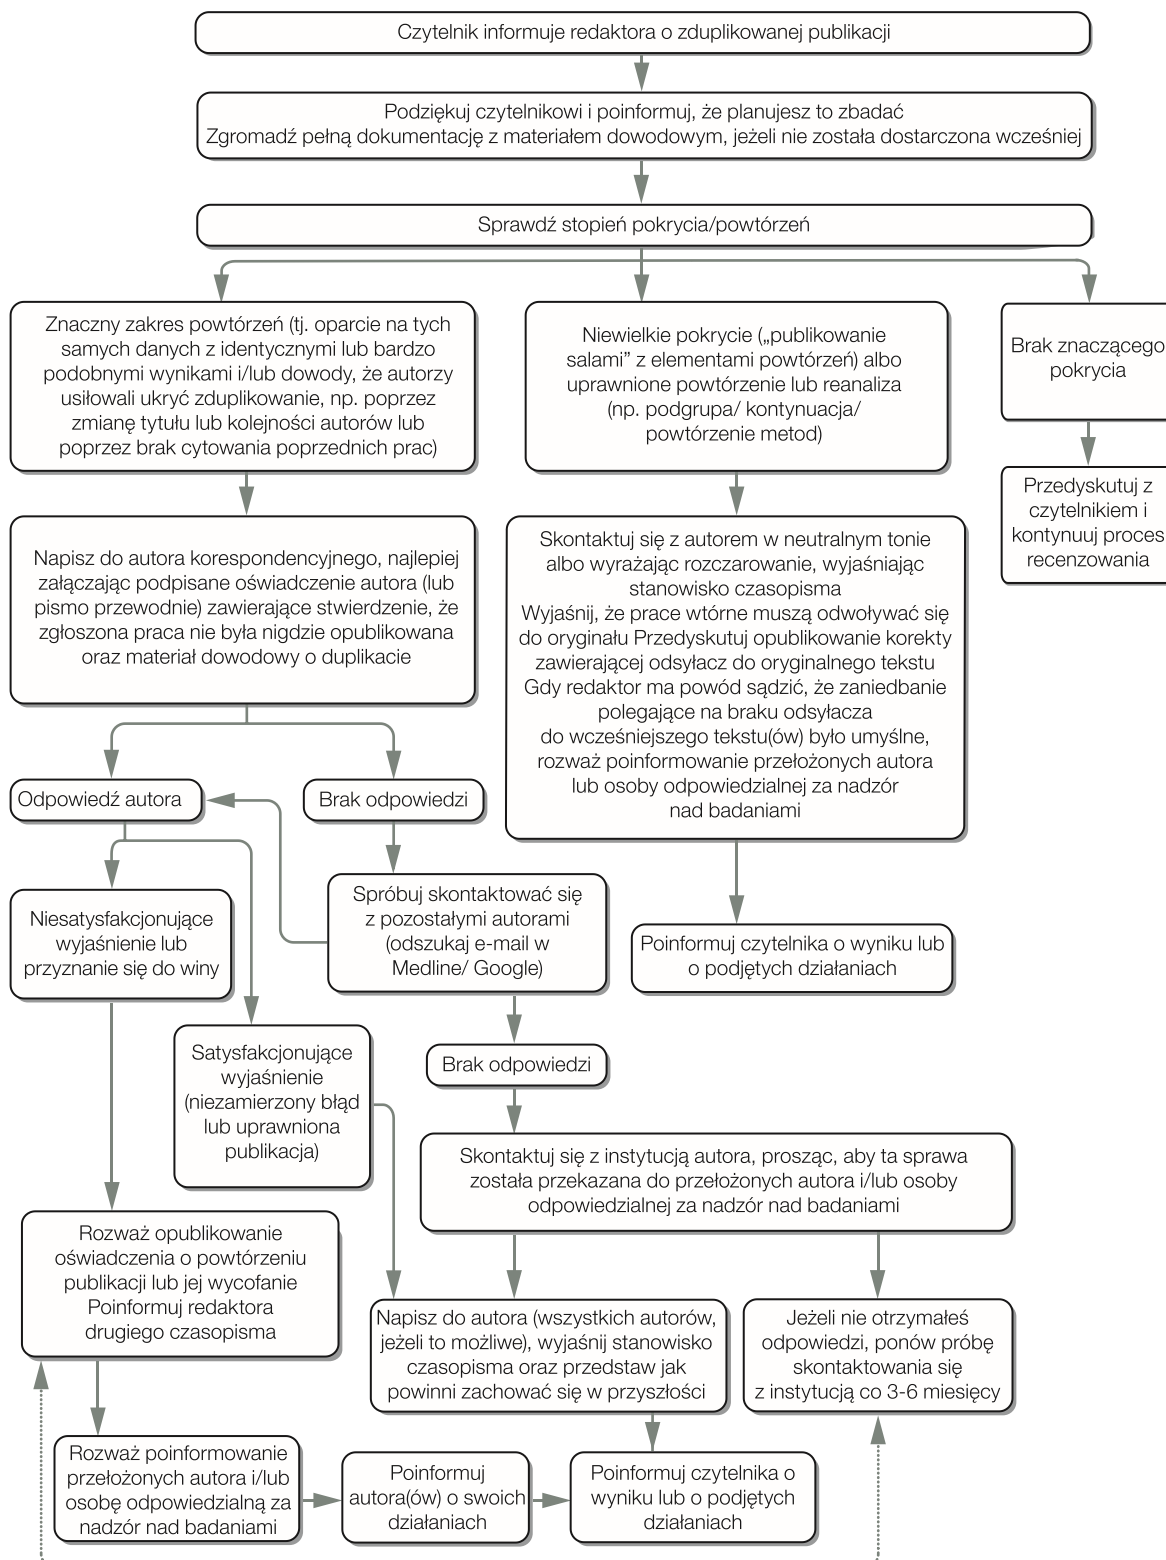 Czytelnik informuje redaktora o zduplikowanej publikacji
Podziękuj czytelnikowi i poinformuj, że planujesz to zbadać
Zgromadź pełną dokumentację z materiałem dowodowym, jeżeli nie została dostarczona wcześniej
Sprawdź stopień pokrycia/powtórzeń
Znaczny zakres powtórzeń (tj. oparcie na tych
samych danych z identycznymi lub bardzo
podobnymi wynikami i/lub dowody, że autorzy
usiłowali ukryć zduplikowanie, np. poprzez
zmianę tytułu lub kolejności autorów lub
poprzez brak cytowania poprzednich prac)
Niewielkie pokrycie („publikowanie
salami” z elementami powtórzeń) albo
uprawnione powtórzenie lub reanaliza
(np. podgrupa/ kontynuacja/
powtórzenie metod)
Brak znaczącego
pokrycia
Przedyskutuj z
czytelnikiem i
kontynuuj proces
recenzowania
Napisz do autora korespondencyjnego, najlepiej
załączając podpisane oświadczenie autora (lub
pismo przewodnie) zawierające stwierdzenie, że
zgłoszona praca nie była nigdzie opublikowana
oraz materiał dowodowy o duplikacie
Skontaktuj się z autorem w neutralnym tonie
albo wyrażając rozczarowanie, wyjaśniając
stanowisko czasopisma
Wyjaśnij, że prace wtórne muszą odwoływać się
do oryginału Przedyskutuj opublikowanie korekty
zawierającej odsyłacz do oryginalnego tekstu
Gdy redaktor ma powód sądzić, że zaniedbanie
polegające na braku odsyłacza
do wcześniejszego tekstu(ów) było umyślne,
rozważ poinformowanie przełożonych autora
lub osoby odpowiedzialnej za nadzór
nad badaniami
Odpowiedź autora
Brak odpowiedzi
Niesatysfakcjonujące
wyjaśnienie lub
przyznanie się do winy
Spróbuj skontaktować się
z pozostałymi autorami
(odszukaj e-mail w
Medline/ Google)
Poinformuj czytelnika o wyniku lub
o podjętych działaniach
Satysfakcjonujące
wyjaśnienie
(niezamierzony błąd
lub uprawniona
publikacja)
Brak odpowiedzi
Skontaktuj się z instytucją autora, prosząc, aby ta sprawa
została przekazana do przełożonych autora i/lub osoby
odpowiedzialnej za nadzór nad badaniami
Rozważ opublikowanie
oświadczenia o powtórzeniu
publikacji lub jej wycofanie
Poinformuj redaktora
drugiego czasopisma
Napisz do autora (wszystkich autorów,
jeżeli to możliwe), wyjaśnij stanowisko
czasopisma oraz przedstaw jak
powinni zachować się w przyszłości
Jeżeli nie otrzymałeś
odpowiedzi, ponów próbę
skontaktowania się
z instytucją co 3-6 miesięcy
Rozważ poinformowanie
przełożonych autora i/lub
osobę odpowiedzialną za
nadzór nad badaniami
Poinformuj
autora(ów) o swoich
działaniach
Poinformuj czytelnika o
wyniku lub o podjętych
działaniach